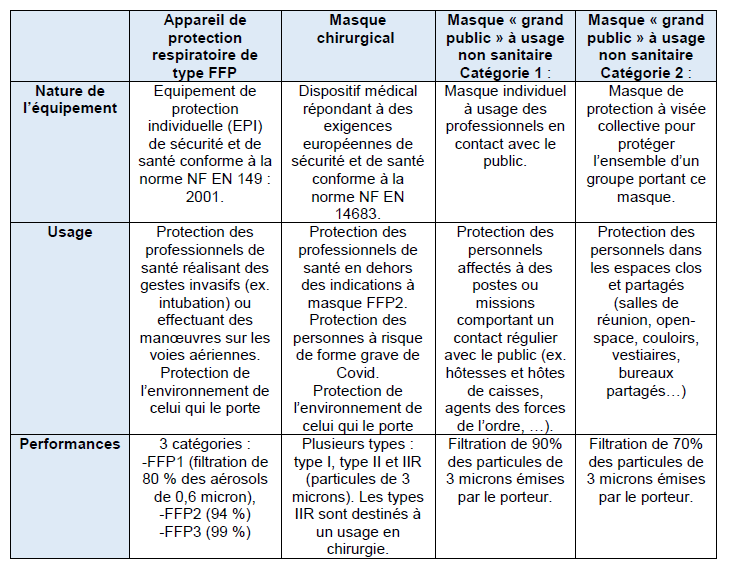 Appareil de
protection
respiratoire de
type FFP
Masque
chirurgical
Masque « grand
public » à usage
non sanitaire
Catégorie 1 :
Masque « grand
public » à usage
non sanitaire
Catégorie 2 :
Nature de
l’équipement
Equipement de
protection
individuelle (EPI)
de sécurité et de
santé conforme à la
norme NF EN 149 :
2001.
Dispositif médical
répondant à des
exigences
européennes de
sécurité et de santé
conforme à la
norme NF EN
14683.
Masque individuel
à usage des
professionnels en
contact avec le
public.
Masque de
protection à visée
collective pour
protéger
l’ensemble d’un
groupe portant ce
masque.
Usage
Protection des
professionnels de
santé réalisant des
gestes invasifs (ex.
intubation) ou
effectuant des
manœuvres sur les
voies aériennes.
Protection de
l’environnement de
celui qui le porte
Protection des
professionnels de
santé en dehors
des indications à
masque FFP2.
Protection des
personnes à risque
de forme grave de
Covid.
Protection de
l’environnement de
celui qui le porte
Protection des
personnels
affectés à des
postes ou
missions
comportant un
contact régulier
avec le public (ex.
hôtesses et hôtes
de caisses,
agents des forces
de l’ordre, …).
Protection des
personnels dans
les espaces clos
et partagés
(salles de
réunion, open-
space, couloirs,
vestiaires,
bureaux
partagés…)
Performances
3 catégories :
-FFP1 (filtration de
80 % des aérosols
de 0,6 micron),
-FFP2 (94 %)
-FFP3 (99 %)
Plusieurs types :
type I, type II et IIR
(particules de 3
microns). Les types
IIR sont destinés à
un usage en
chirurgie.
Filtration de 90%
des particules de
3 microns émises
par le porteur.
Filtration de 70%
des particules de
3 microns émises
par le porteur.